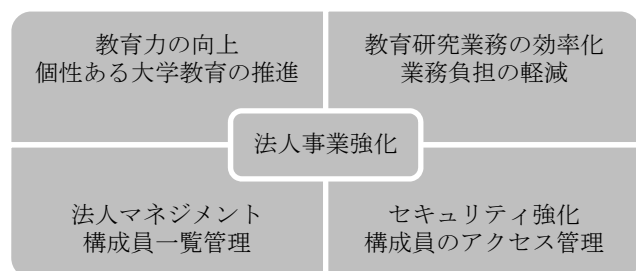 教育力の向上
個性ある大学教育の推進
教育研究業務の効率化
業務負担の軽減
法人事業強化
法人マネジメント
構成員一覧管理
セキュリティ強化
構成員のアクセス管理